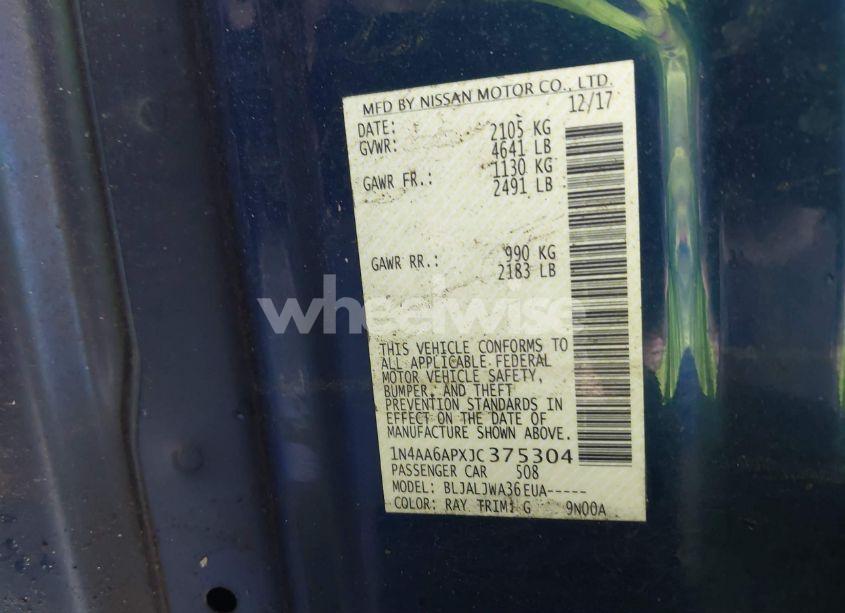 MFD BY NISSAN MOTOR CO., LTD.
DATE: 12/17
GVWR: 2105 KG
4641 LB
GAWR FR.: 1130 KG
2491 LB
GAWR RR.: 990 KG
2183 LB
wheelwise
THIS VEHICLE CONFORMS TO
ALL APPLICABLE FEDERAL
MOTOR VEHICLE SAFETY,
BUMPER, AND THEFT
PREVENTION STANDARDS IN
EFFECT ON THE DATE OF
MANUFACTURE SHOWN ABOVE.
1N4AA6APXJC375304
PASSENGER CAR 508
MODEL: BLJALJWA36EUA-----
COLOR: RAY TRIM: G 9N00A